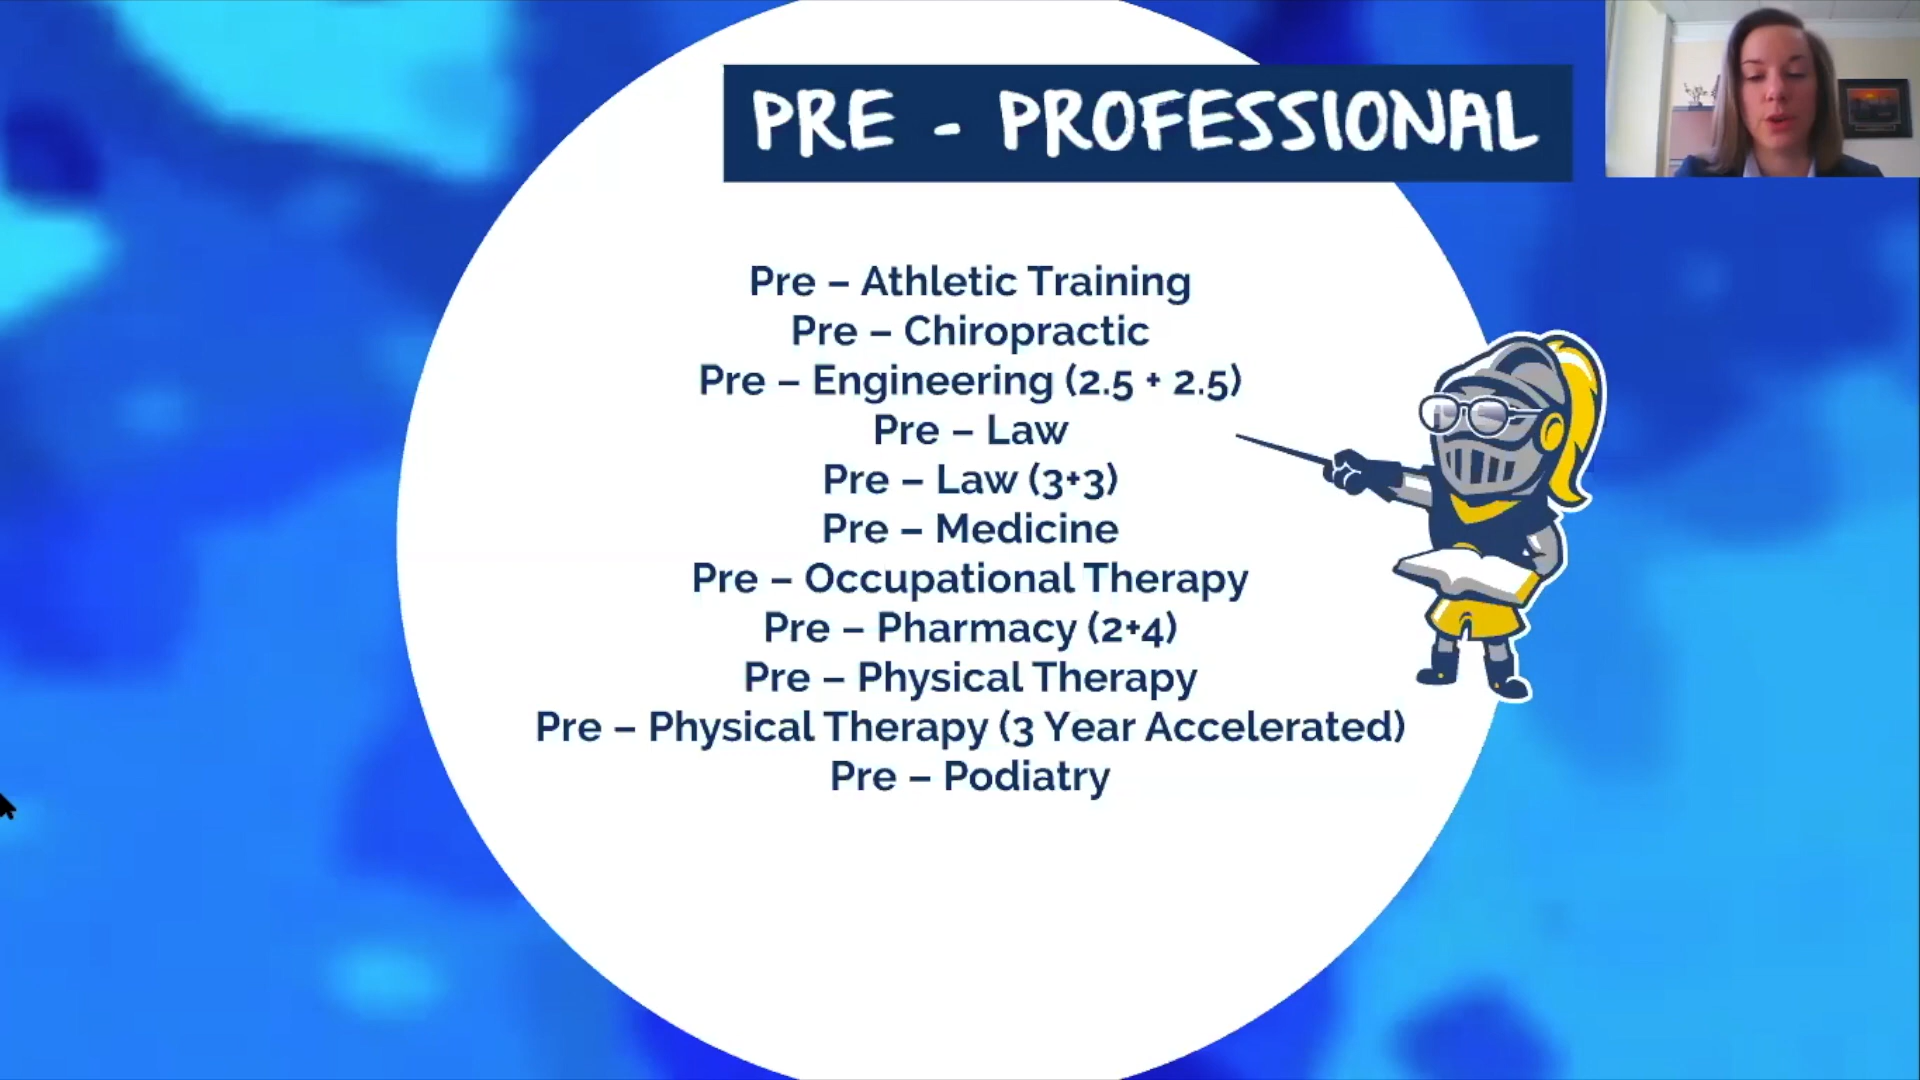 PRE - PROFESSIONAL
Pre – Athletic Training
Pre – Chiropractic
Pre – Engineering (2.5 + 2.5)
Pre – Law
Pre – Law (3+3)
Pre – Medicine
Pre – Occupational Therapy
Pre – Pharmacy (2+4)
Pre – Physical Therapy
Pre – Physical Therapy (3 Year Accelerated)
Pre – Podiatry